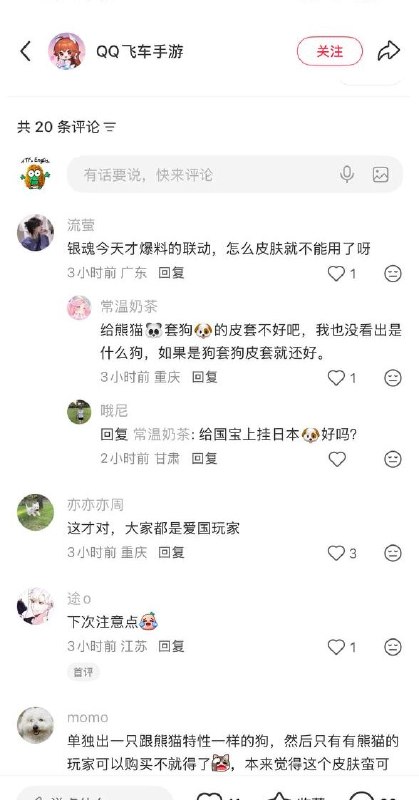 QQ飞车手游
关注
共 20 条评论
有话要说，快来评论
流萤
银魂今天才爆料的联动，怎么皮肤就不能用了呀
3小时前 广东 回复
1
常温奶茶
给熊猫🐼套狗🐶的皮套不好吧，我也没看出是
什么狗，如果是狗套狗皮套就还好。
3小时前 重庆 回复
1
哦尼
回复 常温奶茶: 给国宝上挂日本🐶好吗?
2小时前 甘肃 回复
亦亦亦周
这才对，大家都是爱国玩家
3小时前 重庆 回复
3
途o
下次注意点
3小时前 江苏 回复
1
首评
momo
单独出一只跟熊猫特性一样的狗，然后只有有熊猫的
玩家可以购买不就得了，本来觉得这个皮肤蛮可